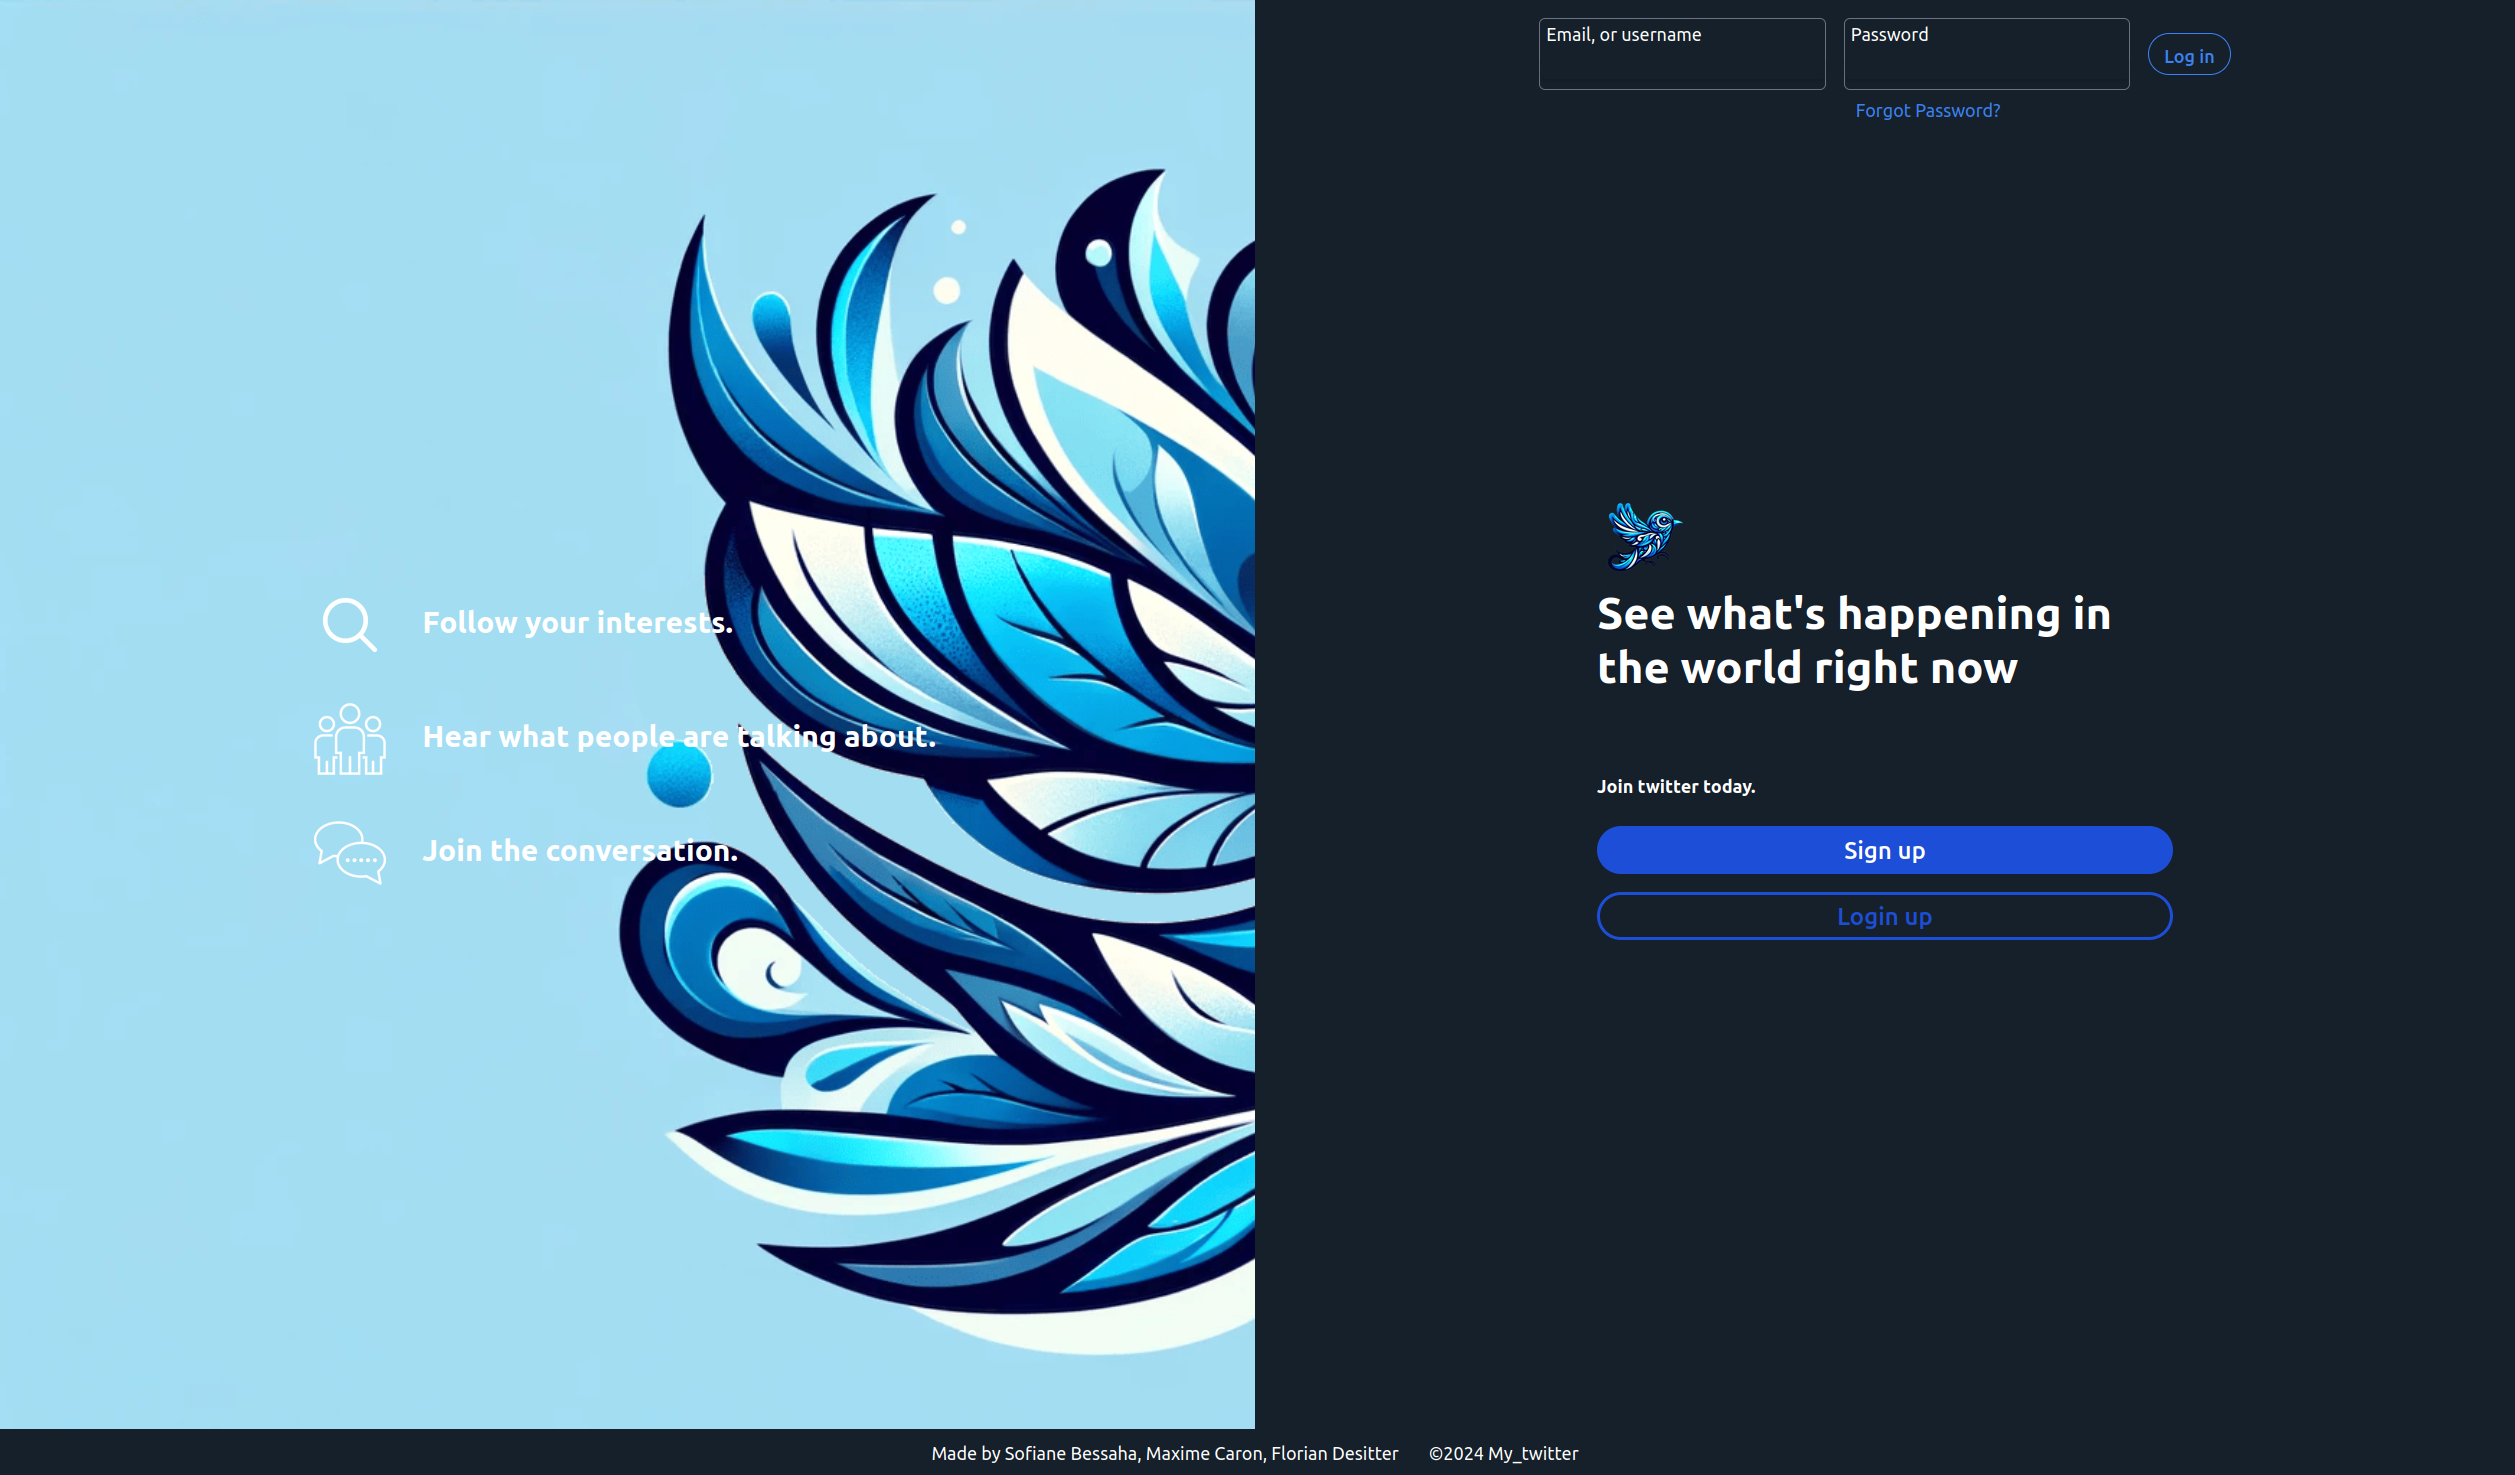 Email, or username
Password
Log in
Forgot Password?
Follow your interests.
Hear what people are talking about.
Join the conversation.
See what's happening in
the world right now
Join twitter today.
Sign up
Login up
Made by Sofiane Bessaha, Maxime Caron, Florian Desitter ©2024 My_twitter